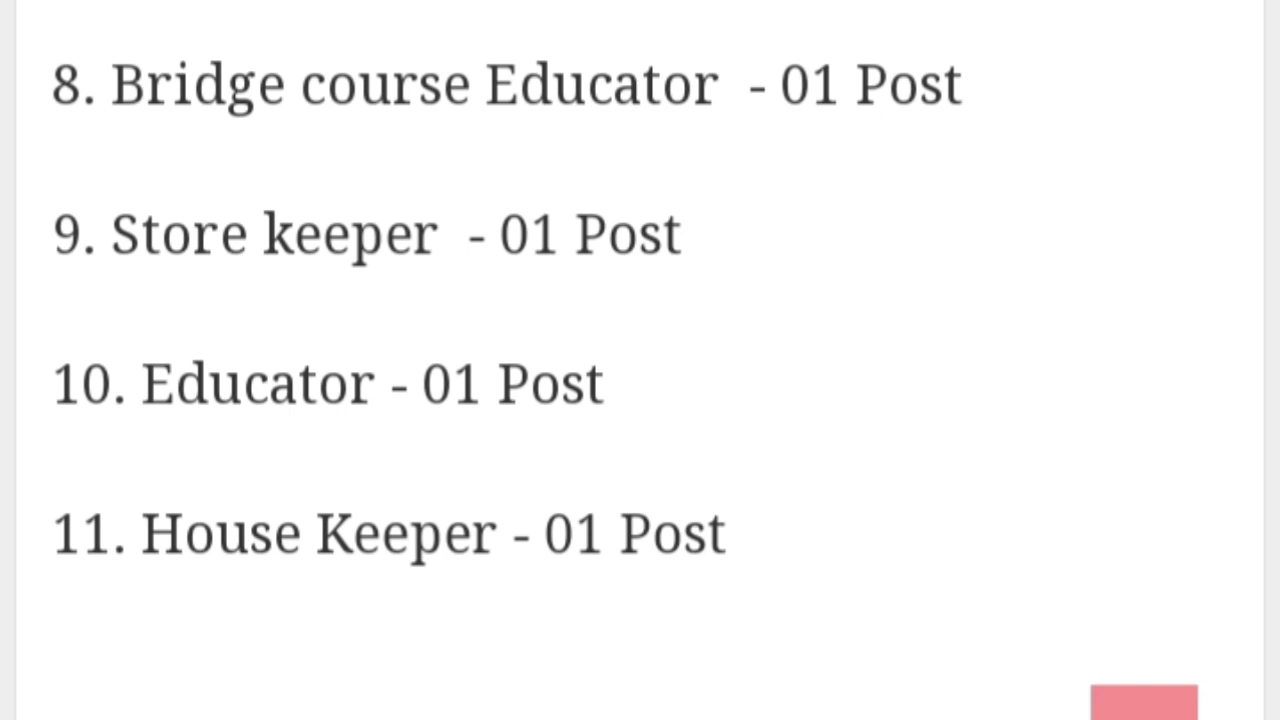 8. Bridge course Educator  - 01 Post
9. Store keeper  - 01 Post
10. Educator - 01 Post
11. House Keeper - 01 Post